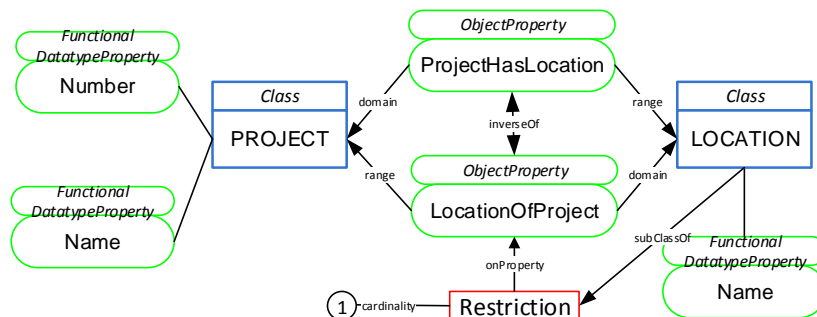 ObjectProperty
ProjectHasLocation
Functional
DatatypeProperty
Number
Class
PROJECT
domain
range
Class
LOCATION
inverseOf
ObjectProperty
LocationOfProject
range
domain
Functional
DatatypeProperty
Name
subClassOf
onProperty
Functional
DatatypeProperty
Name
1
cardinality
Restriction